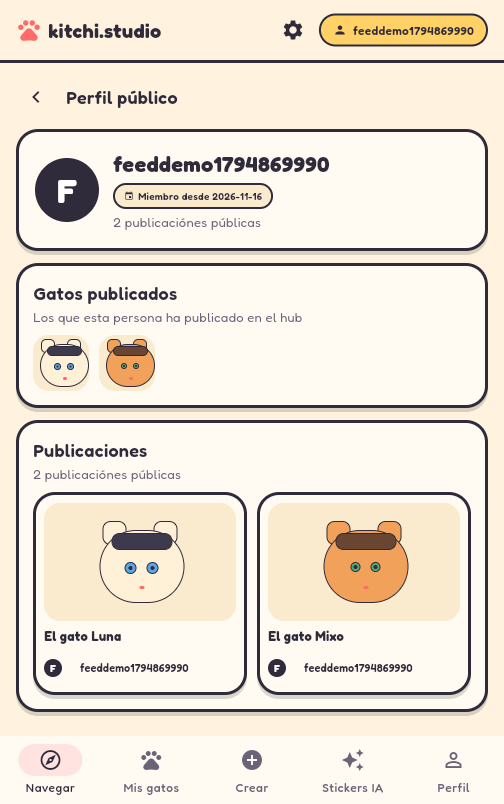 kitchi.studio
feeddemo1794869990
Perfil público
F
feeddemo1794869990
Miembro desde 2026-11-16
2 publicaciónes públicas
Gatos publicados
Los que esta persona ha publicado en el hub
Publicaciones
2 publicaciónes públicas
El gato Luna
F feeddemo1794869990
El gato Mixo
F feeddemo1794869990
Navegar
Mis gatos
Crear
Stickers IA
Perfil